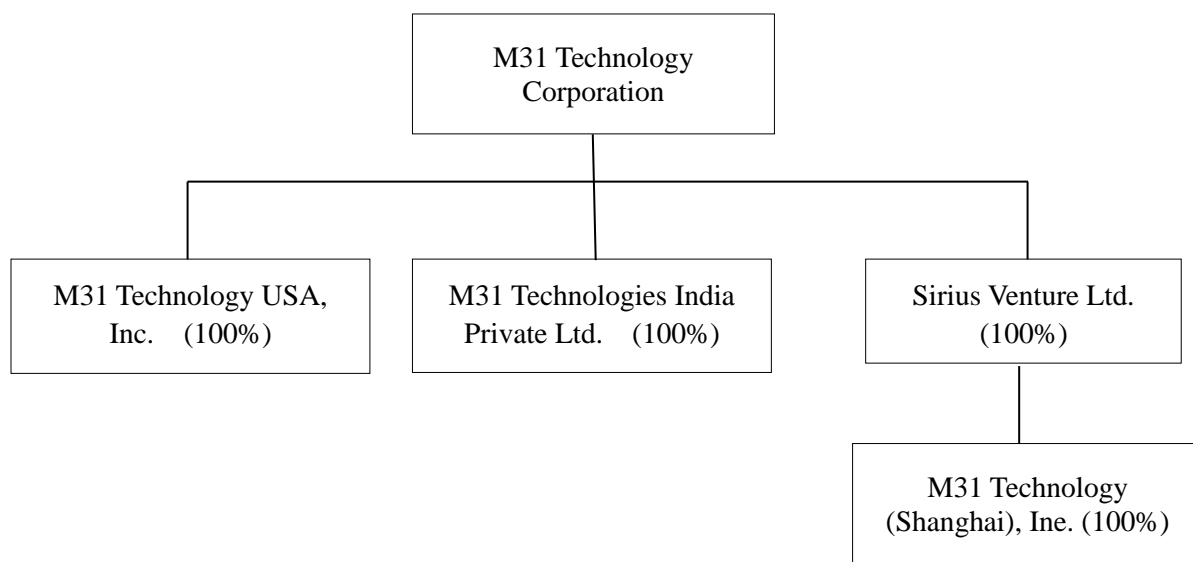 M31 Technology
Corporation
M31 Technology USA,
Inc. (100%)
M31 Technologies India
Private Ltd. (100%)
Sirius Venture Ltd.
(100%)
M31 Technology
(Shanghai), Ine. (100%)